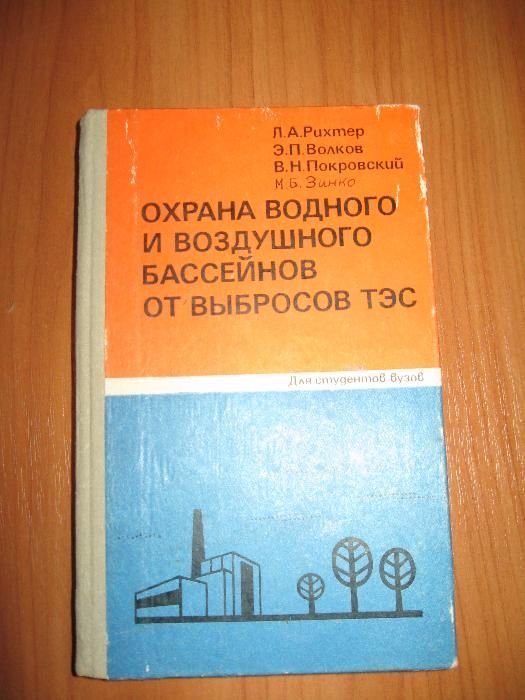 Л.А.Рихтер
Э.П.Волков
В.Н.Покровский
М.Б.Зинко
ОХРАНА ВОДНОГО
И ВОЗДУШНОГО
БАССЕЙНОВ
ОТ ВЫБРОСОВ ТЭС
Для студентов вузов